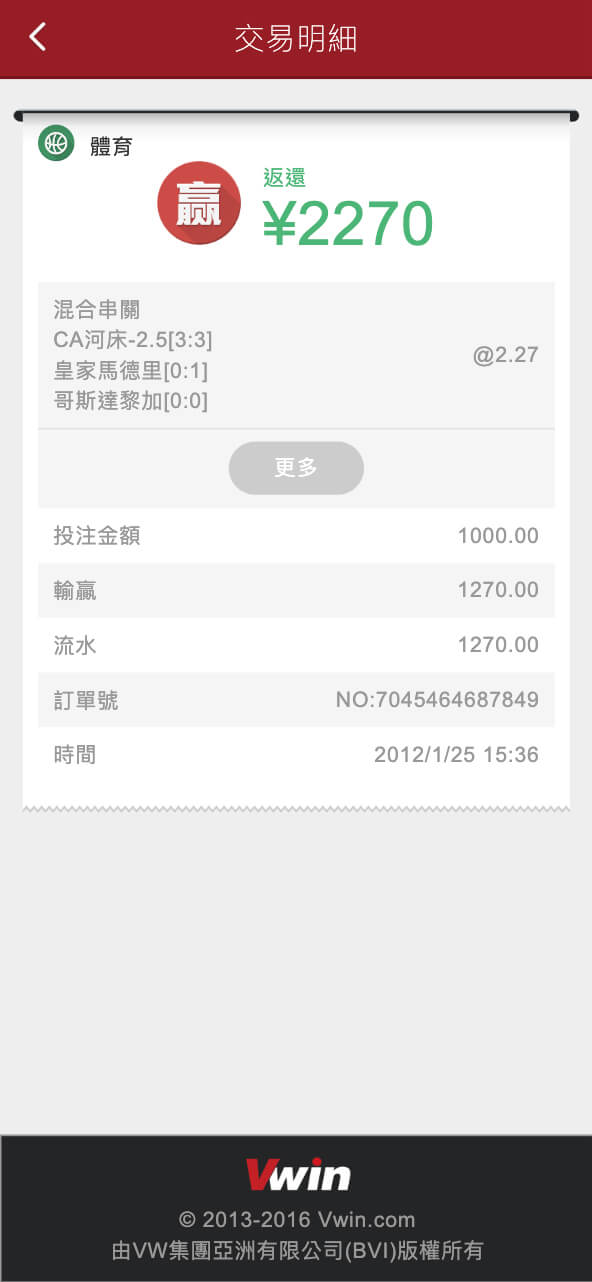 交易明細
體育
赢
返還
¥2270
混合串關
CA河床-2.5[3:3]
皇家馬德里[0:1]
哥斯達黎加[0:0]
@2.27
更多
投注金額 1000.00
輸贏 1270.00
流水 1270.00
訂單號 NO:7045464687849
時間 2012/1/25 15:36
Vwin
© 2013-2016 Vwin.com
由VW集團亞洲有限公司(BVI)版權所有